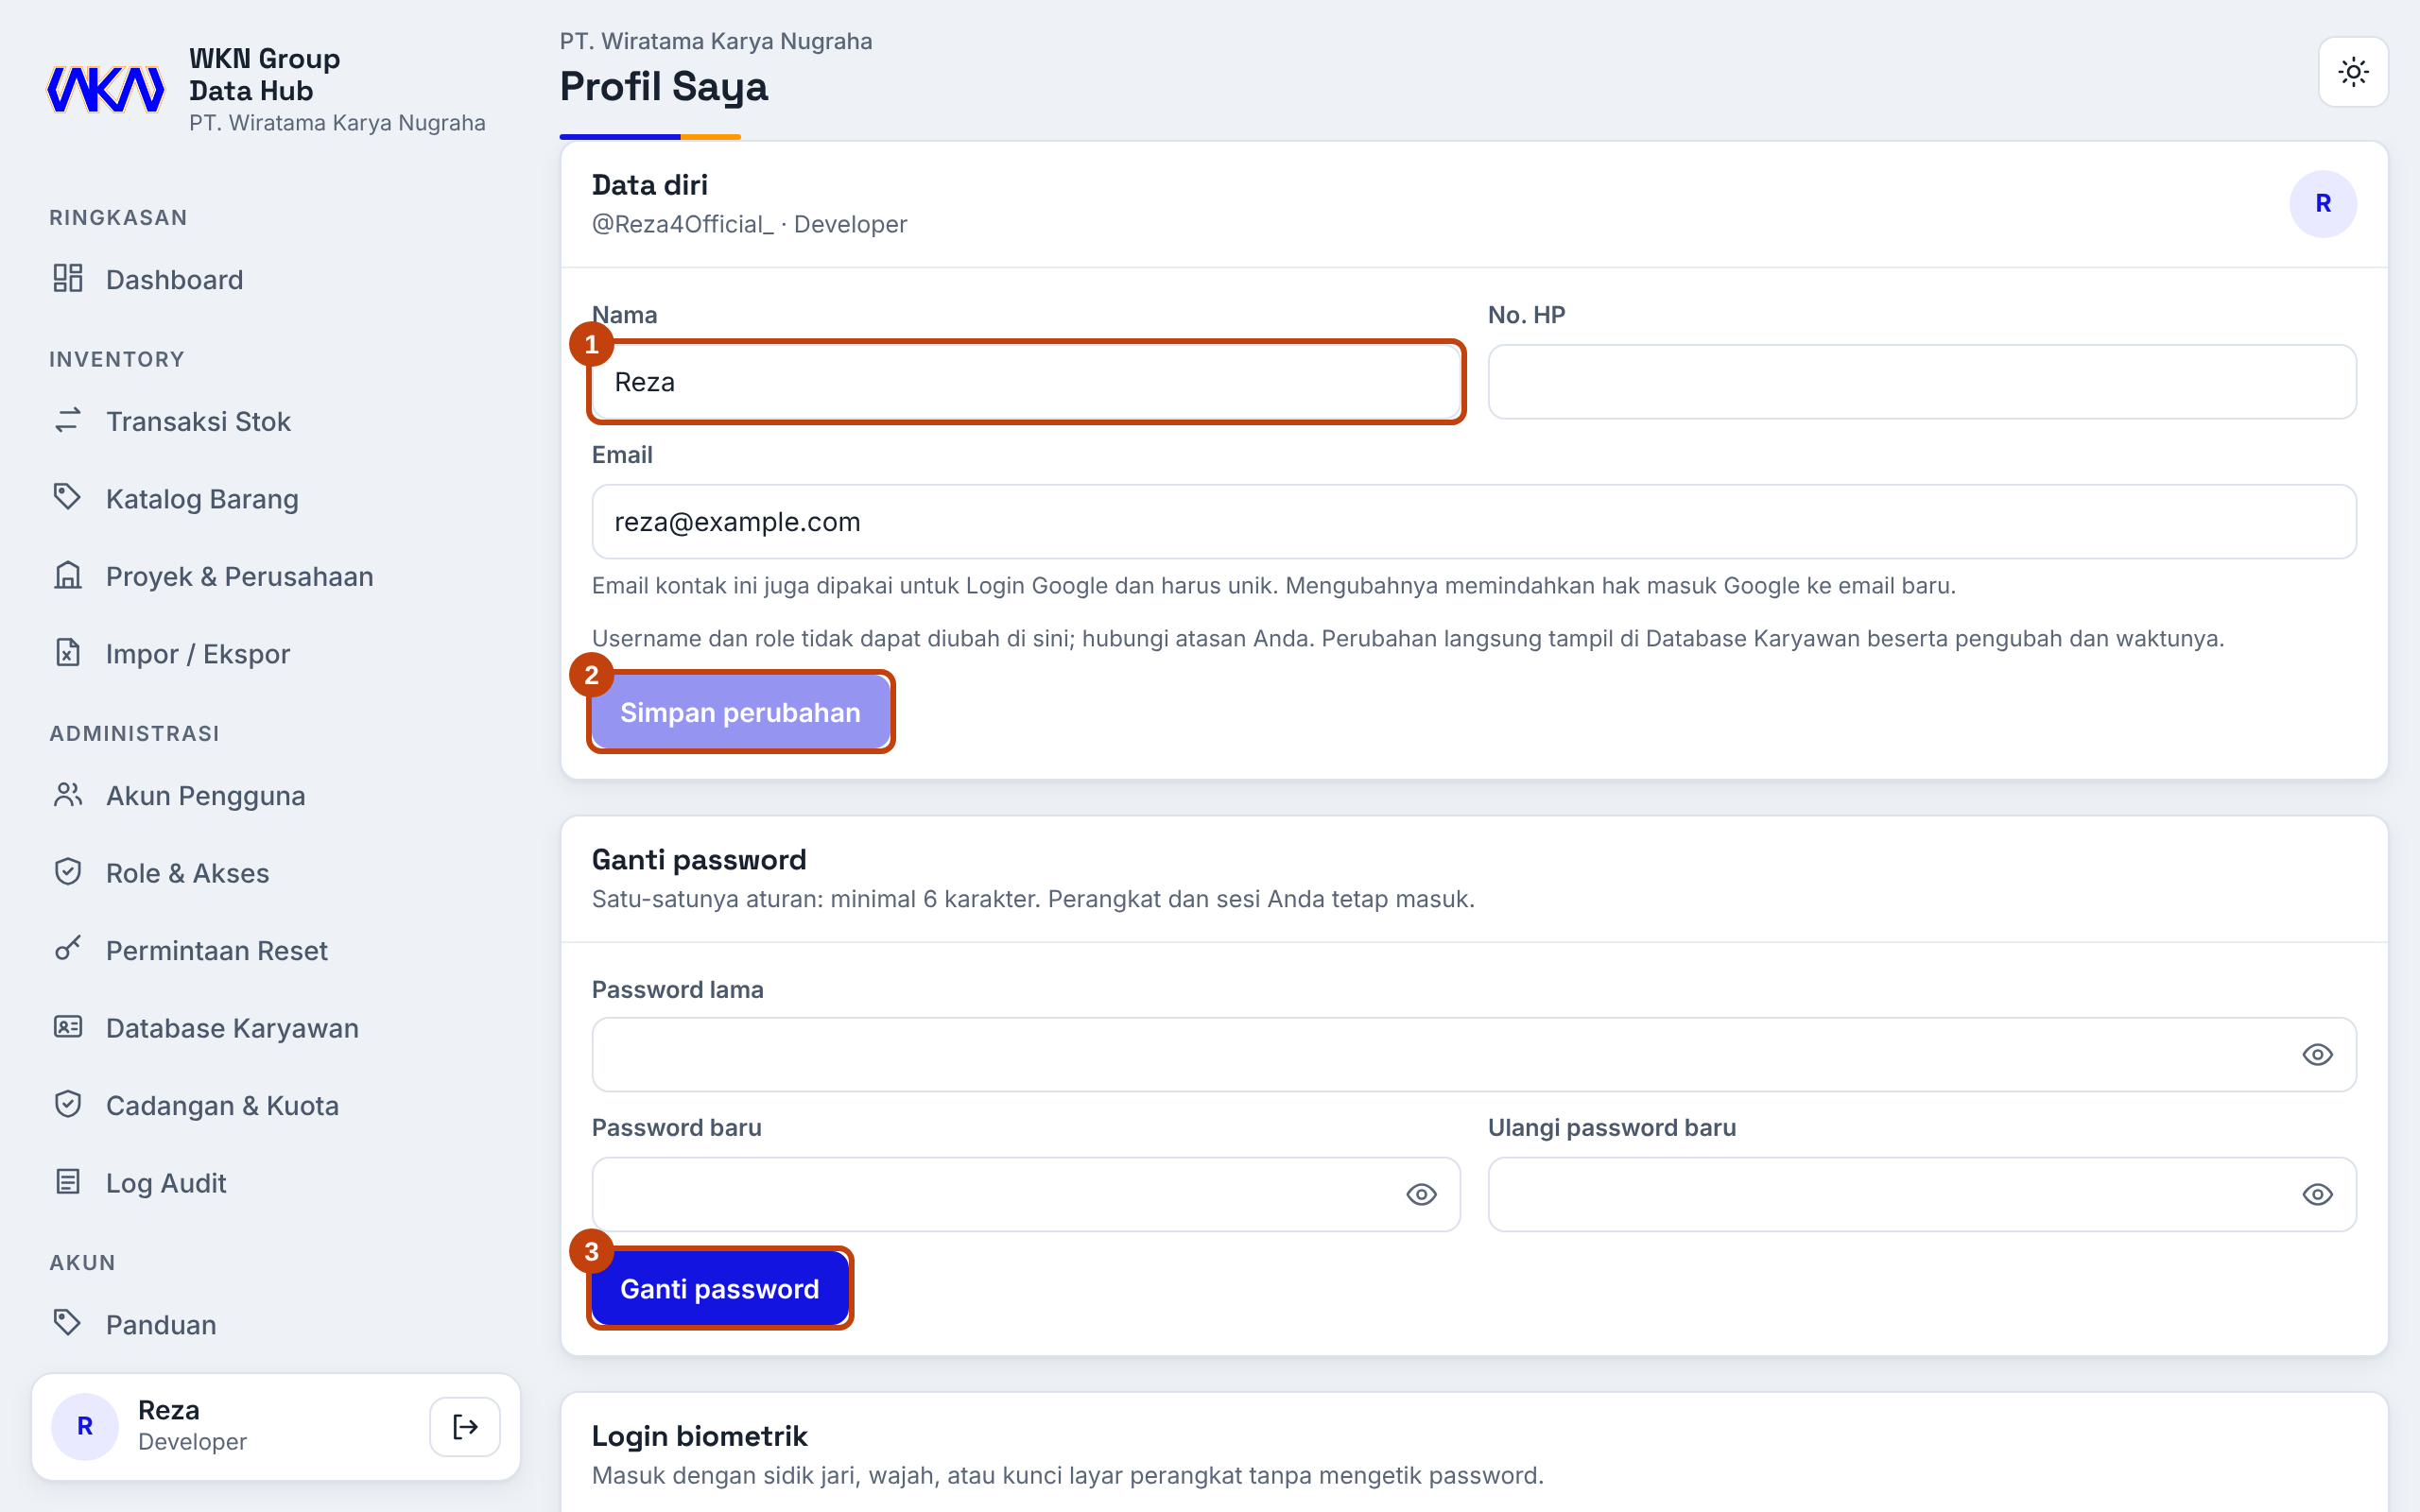 WKN
WKN Group
Data Hub
PT. Wiratama Karya Nugraha
RINGKASAN
Dashboard
INVENTORY
Transaksi Stok
Katalog Barang
Proyek & Perusahaan
Impor / Ekspor
ADMINISTRASI
Akun Pengguna
Role & Akses
Permintaan Reset
Database Karyawan
Cadangan & Kuota
Log Audit
AKUN
Panduan
R
Reza
Developer
PT. Wiratama Karya Nugraha
Profil Saya
Data diri
@Reza4Official_ · Developer
R
Nama
No. HP
1
Reza
Email
reza@example.com
Email kontak ini juga dipakai untuk Login Google dan harus unik. Mengubahnya memindahkan hak masuk Google ke email baru.
Username dan role tidak dapat diubah di sini; hubungi atasan Anda. Perubahan langsung tampil di Database Karyawan beserta pengubah dan waktunya.
2
Simpan perubahan
Ganti password
Satu-satunya aturan: minimal 6 karakter. Perangkat dan sesi Anda tetap masuk.
Password lama
Password baru
Ulangi password baru
3
Ganti password
Login biometrik
Masuk dengan sidik jari, wajah, atau kunci layar perangkat tanpa mengetik password.